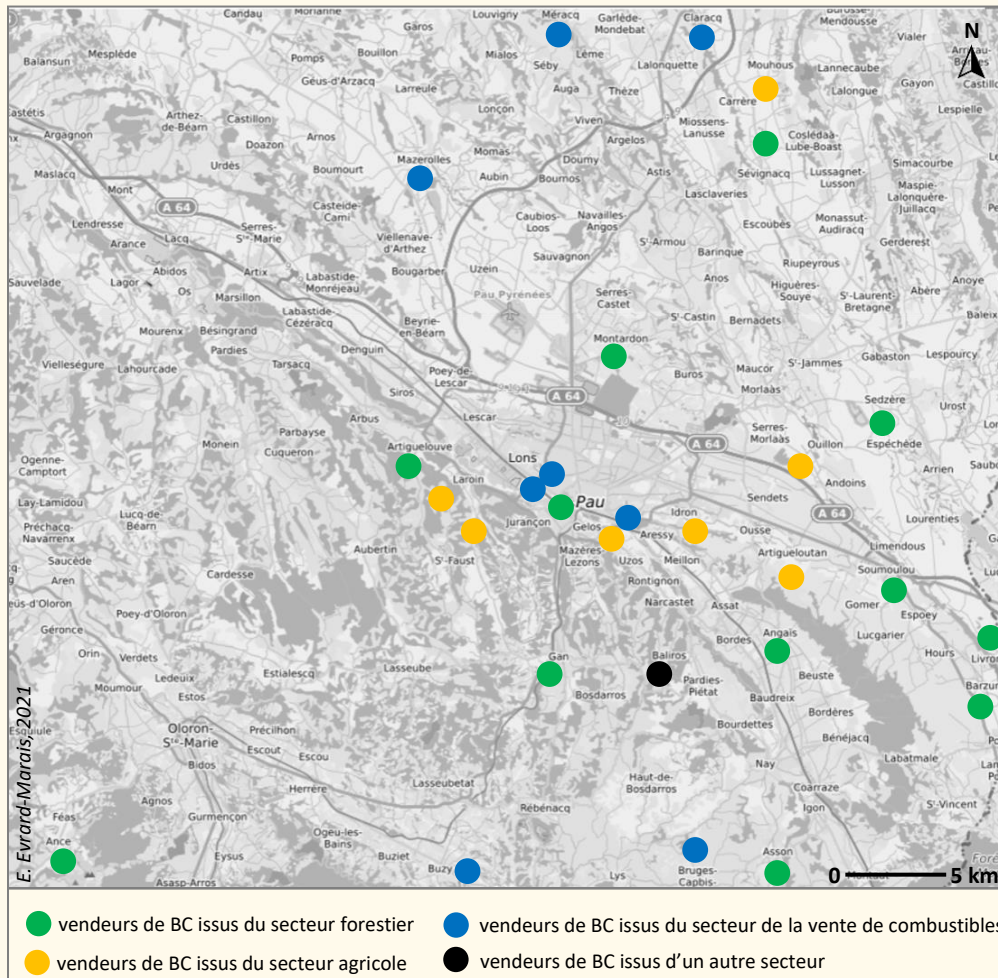 Candau
Morlanne
Garos
Louvigny
Méracq
Garlède-
Mondebat
Claracq
Vialer
Mesplède
Pomps
Bouillon
Mialos
Séby
Lème
Lalonquette
Mouhous
Lannecaube
N
Balansun
Géus-d'Arzacq
Larreule
Auga
Thèze
Lalongue
Gayon
Castétis
Arthez-
de-Béarn
Castillon
Lonçon
Viven
Carrère
Miossens-
Lanusse
Coslédaà-
Lube-Boast
Lespielle
Argagnon
Doazon
Arnos
Momas
Argelos
Maslacq
Urdès
Boumourt
Mazerolles
Aubin
Doumy
Bournos
Astis
Sévignacq
Lussagnet-
Lusson
Simacourbe
Mont
A 64
Casteide-
Cami
Lasclaveries
Maspie-
Lalonquère-
Juillacq
Lendresse
Arance
Lacq
Serres-
Ste-Marie
Viellenave-
d'Arthez
Caubios-
Loos
Navailles-
Angos
Escoubès
Monassut-
Audiracq
Sauvagnon
St-Armou
Barinque
Gerderest
Sauvelade
Lagor
Abidos
Os
Artix
Labastide-
Monréjeau
Bougarber
Uzein
Pau Pyrénées
Anos
Riupeyrous
Higuères-
Souye
St-Laurent-
Bretagne
Abère
Anoye
Marsillon
Labastide-
Cézéracq
Serres-
Castet
St-Castin
Bernadets
Baleix
Mourenx
Bésingrand
Pardies
Beyrie-
en-Béarn
Denguin
Montardon
Vielleségure
Lahourcade
Tarsacq
Poey-de-
Lescar
Buros
Maucor
Morlaàs
St-Jammes
Gabaston
Lespourcy
Siros
A 64
Sedzère
Urost
Arbus
Lescar
Serres-
Morlaàs
Ouillon
Espéchède
Monein
Parbayse
Cuqueron
Artiguelouve
A 64
Ogenne-
Camptort
Lons
Andoins
Arrien
Lay-Lamidou
Laroin
Pau
Sendets
A 64
Préchacq-
Navarrenx
Lucq-de-
Béarn
Jurançon
Gelos
Idron
Aressy
Ousse
Lourenties
Saucède
Aubertin
St-Faust
Mazères-
Lezons
Uzos
Meillon
Artigueloutan
Limendous
Soumoulou
Aren
Cardesse
Rontignon
Poey-d'Oloron
Narcastet
Assat
Gomer
Espoey
Géronce
Bordes
Angaïs
Lucgarier
Hours
Livron
Orin
Verdets
Estialescq
Lasseube
Gan
Baliros
Beuste
Barzun
Moumour
Ledeuix
Estos
Bosdarros
Pardies-
Piétat
Baudreix
Bordères
Esquiule
Oloron-
Ste-Marie
Précilhon
Bourdettes
Bénéjacq
Bidos
Escout
Escou
Nay
Labatmale
Lasseubetat
Haut-de-
Bosdarros
Coarraze
Agnos
Herrère
Rébénacq
Igon
St-Vincent
Féas
Ance
Gurmençon
Ogeu-les-
Bains
Eysus
Buziet
Buzy
Lys
Bruges-
Capbis-
Asson
Asasp-Arros
0 5 km
E. Evrard-Marais, 2021
vendeurs de BC issus du secteur forestier
vendeurs de BC issus du secteur de la vente de combustibles
vendeurs de BC issus du secteur agricole
vendeurs de BC issus d'un autre secteur